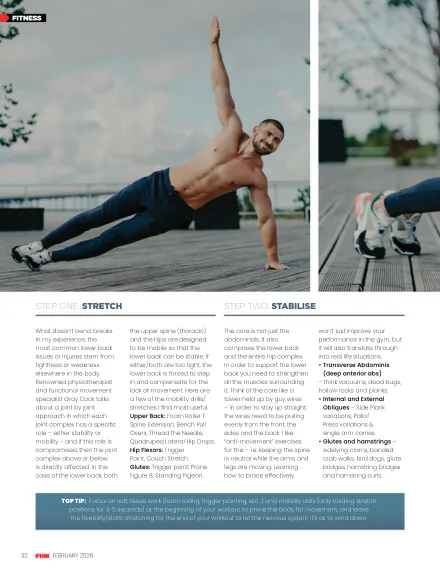 FITNESS
STEP ONE: STRETCH
What doesn't bend, breaks.
In my experience, the
most common lower back
issues or injuries stem from
tightness or weakness
elsewhere in the body.
Renowned physiotherapist
and functional movement
specialist Gray Cook talks
about a joint by joint
approach in which each
joint complex has a specific
role – either stability or
mobility – and if this role is
compromised, then the joint
complex above or below
is directly affected. In the
case of the lower back, both
the upper spine (thoracic)
and the hips are designed
to be mobile so that the
lower back can be stable. If
either/both are too tight, the
lower back is forced to step
in and compensate for the
lack of movement. Here are
a few of the mobility drills/
stretches I find most useful.
Upper Back: Foam Roller T
Spine Extension, Bench Pull
Overs, Thread the Needle,
Quadruped Lateral Hip Drops.
Hip Flexors: Trigger
Point, Couch Stretch.
Glutes: Trigger point, Prone
Figure 8, Standing Pigeon.
STEP TWO: STABILISE
The core is not just the
abdominals. It also
comprises the lower back
and the entire hip complex.
In order to support the lower
back you need to strengthen
all the muscles surrounding
it. Think of the core like a
tower held up by guy wires
– in order to stay up straight,
the wires need to be pulling
evenly from the front, the
sides and the back. I like
"anti-movement" exercises
for this – i.e. keeping the spine
in neutral while the arms and
legs are moving. Learning
how to brace effectively
won't just improve your
performance in the gym, but
it will also translate through
into real life situations.
• Transverse Abdominis
(deep anterior abs)
– think vacuums, dead bugs,
hollow rocks and planks.
• Internal and External
Obliques – Side Plank
variations, Pallof
Press variations &
single arm carries.
• Glutes and hamstrings –
sidelying clams, banded
crab walks, bird dogs, glute
bridges, hamstring bridges
and hamstring curls.
TOP TIP: Focus on soft tissue work (foam rolling, trigger pointing, etc.) and mobility drills (only holding stretch
positions for 3-5 seconds) at the beginning of your workout to prime the body for movement, and leave
the flexibility/static stretching for the end of your workout to let the nervous system it's ok to wind down.
32 FHM FEBRUARY 2020